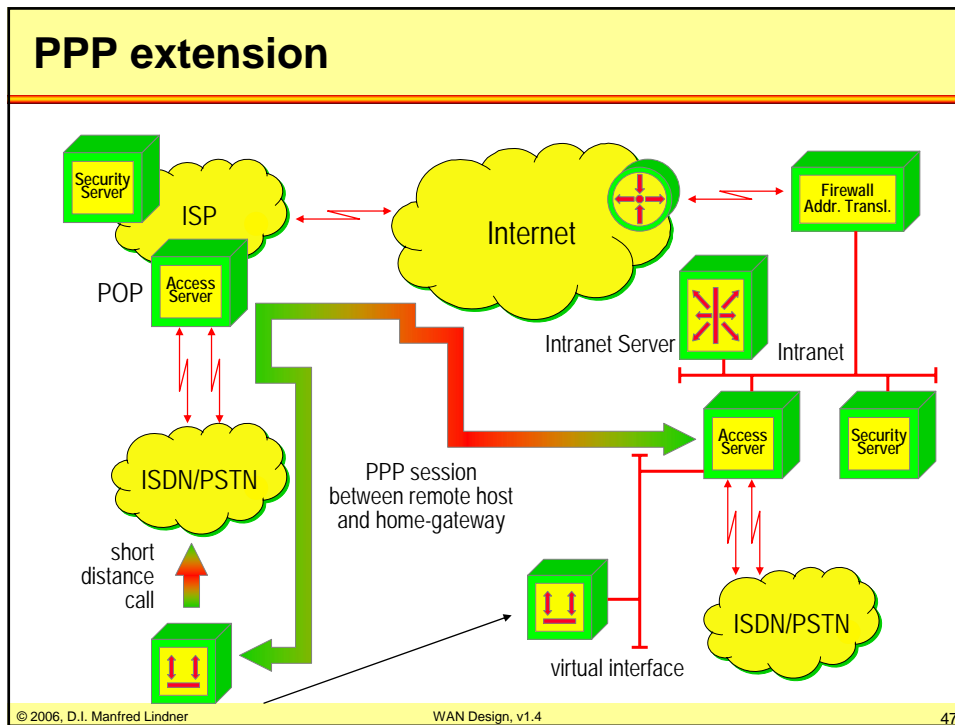 PPP extension
Security
Server
ISP
Internet
Firewall
Addr. Transl.
POP
Access
Server
Intranet Server
Intranet
ISDN/PSTN
PPP session
between remote host
and home-gateway
Access
Server
Security
Server
short
distance
call
ISDN/PSTN
virtual interface
© 2006, D.I. Manfred Lindner
WAN Design, v1.4
47